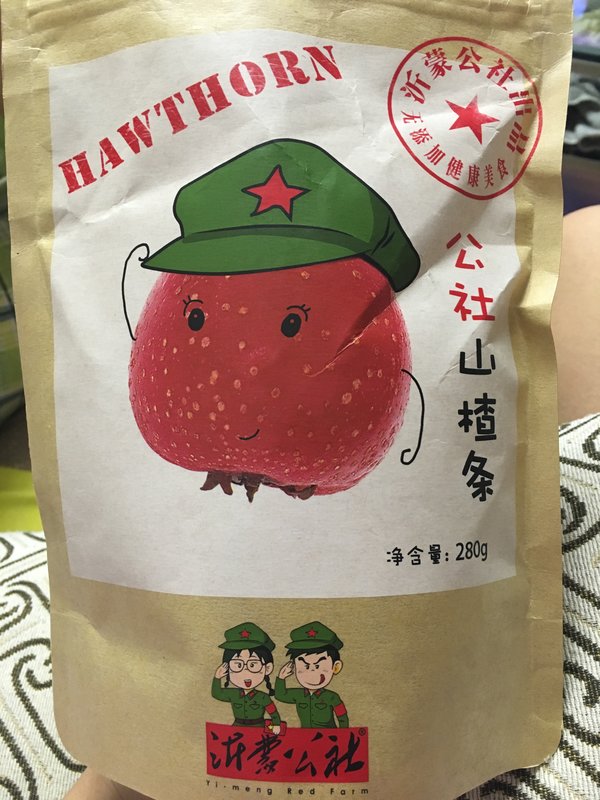 HAWTHORN
沂蒙公社出品
无添加健康美食
公社山楂条
净含量: 280g
沂蒙公社®
Yi-meng Red Farm